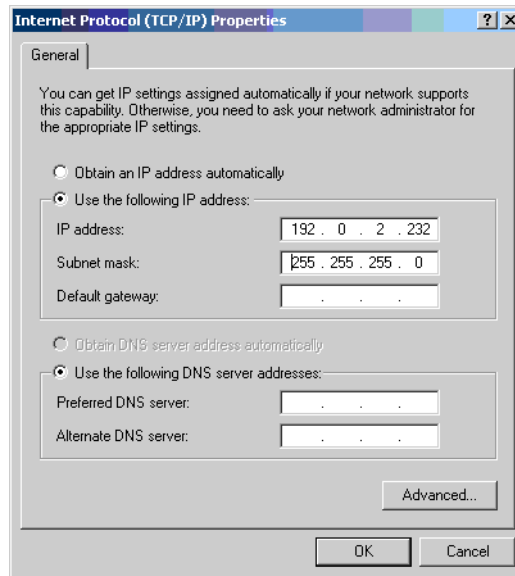 Internet Protocol (TCP/IP) Properties
General
You can get IP settings assigned automatically if your network supports
this capability. Otherwise, you need to ask your network administrator for
the appropriate IP settings.
Obtain an IP address automatically
Use the following IP address:
IP address: 192 . 0 . 2 . 232
Subnet mask: 255 . 255 . 255 . 0
Default gateway: . . .
Obtain DNS server address automatically
Use the following DNS server addresses:
Preferred DNS server: . . .
Alternate DNS server: . . .
Advanced...
OK Cancel